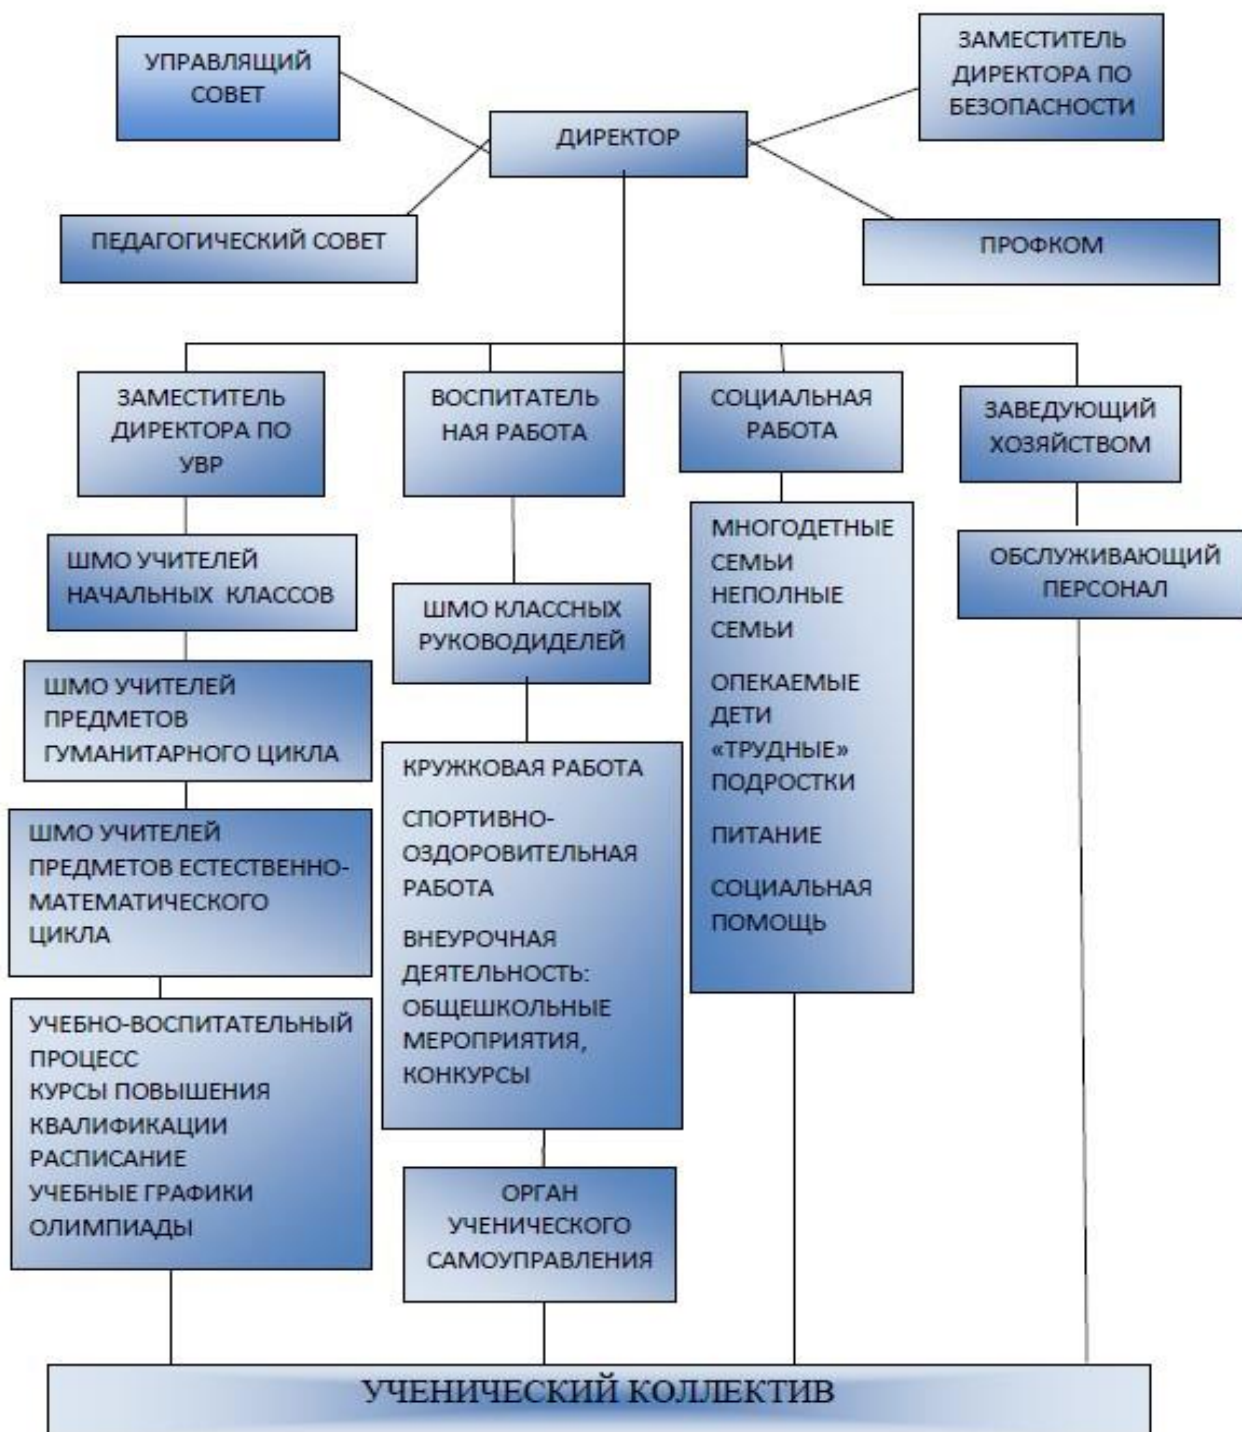 УПРАВЛЯЩИЙ
СОВЕТ
ЗАМЕСТИТЕЛЬ
ДИРЕКТОРА ПО
БЕЗОПАСНОСТИ
ДИРЕКТОР
ПЕДАГОГИЧЕСКИЙ СОВЕТ
ПРОФКОМ
ЗАМЕСТИТЕЛЬ
ДИРЕКТОРА ПО
УВР
ШМО УЧИТЕЛЕЙ
НАЧАЛЬНЫХ КЛАССОВ
ШМО УЧИТЕЛЕЙ
ПРЕДМЕТОВ
ГУМАНИТАРНОГО ЦИКЛА
ШМО УЧИТЕЛЕЙ
ПРЕДМЕТОВ ЕСТЕСТВЕННО-
МАТЕМАТИЧЕСКОГО
ЦИКЛА
УЧЕБНО-ВОСПИТАТЕЛЬНЫЙ
ПРОЦЕСС
КУРСЫ ПОВЫШЕНИЯ
КВАЛИФИКАЦИИ
РАСПИСАНИЕ
УЧЕБНЫЕ ГРАФИКИ
ОЛИМПИАДЫ
ВОСПИТАТЕЛЬ
НАЯ РАБОТА
ШМО КЛАССНЫХ
РУКОВОДИДЕЛЕЙ
КРУЖКОВАЯ РАБОТА
СПОРТИВНО-
ОЗДОРОВИТЕЛЬНАЯ
РАБОТА
ВНЕУРОЧНАЯ
ДЕЯТЕЛЬНОСТЬ:
ОБЩЕШКОЛЬНЫЕ
МЕРОПРИЯТИЯ,
КОНКУРСЫ
ОРГАН
УЧЕНИЧЕСКОГО
САМОУПРАВЛЕНИЯ
СОЦИАЛЬНАЯ
РАБОТА
МНОГОДЕТНЫЕ
СЕМЬИ
НЕПОЛНЫЕ
СЕМЬИ
ОПЕКАЕМЫЕ
ДЕТИ
«ТРУДНЫЕ»
ПОДРОСТКИ
ПИТАНИЕ
СОЦИАЛЬНАЯ
ПОМОЩЬ
ЗАВЕДУЮЩИЙ
ХОЗЯЙСТВОМ
ОБСЛУЖИВАЮЩИЙ
ПЕРСОНАЛ
УЧЕНИЧЕСКИЙ КОЛЛЕКТИВ